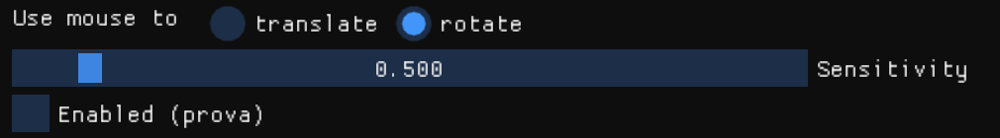 Use mouse to translate rotate
0.500 Sensitivity
Enabled (prova)